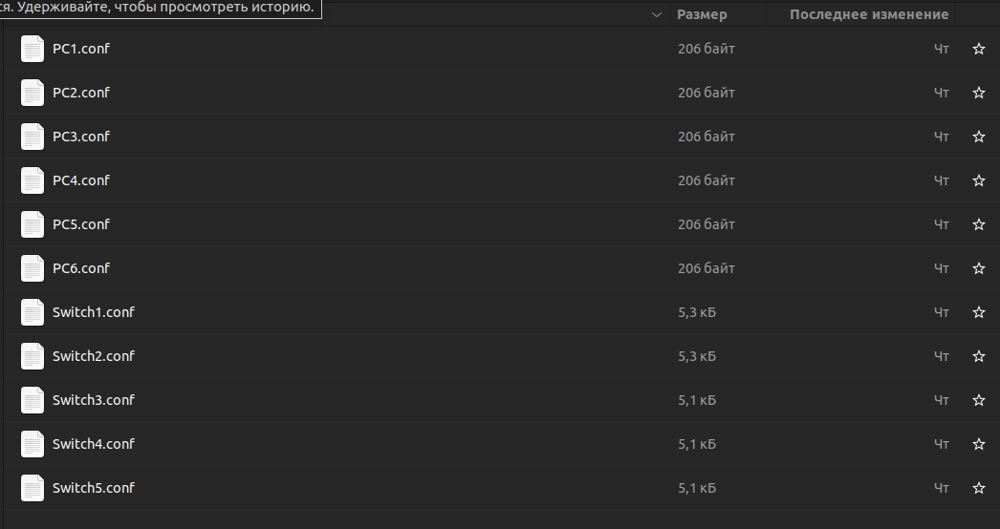 ся. Удерживайте, чтобы просмотреть историю.
Размер Последнее изменение
PC1.conf 206 байт Чт
PC2.conf 206 байт Чт
PC3.conf 206 байт Чт
PC4.conf 206 байт Чт
PC5.conf 206 байт Чт
PC6.conf 206 байт Чт
Switch1.conf 5,3 кБ Чт
Switch2.conf 5,3 кБ Чт
Switch3.conf 5,1 кБ Чт
Switch4.conf 5,1 кБ Чт
Switch5.conf 5,1 кБ Чт